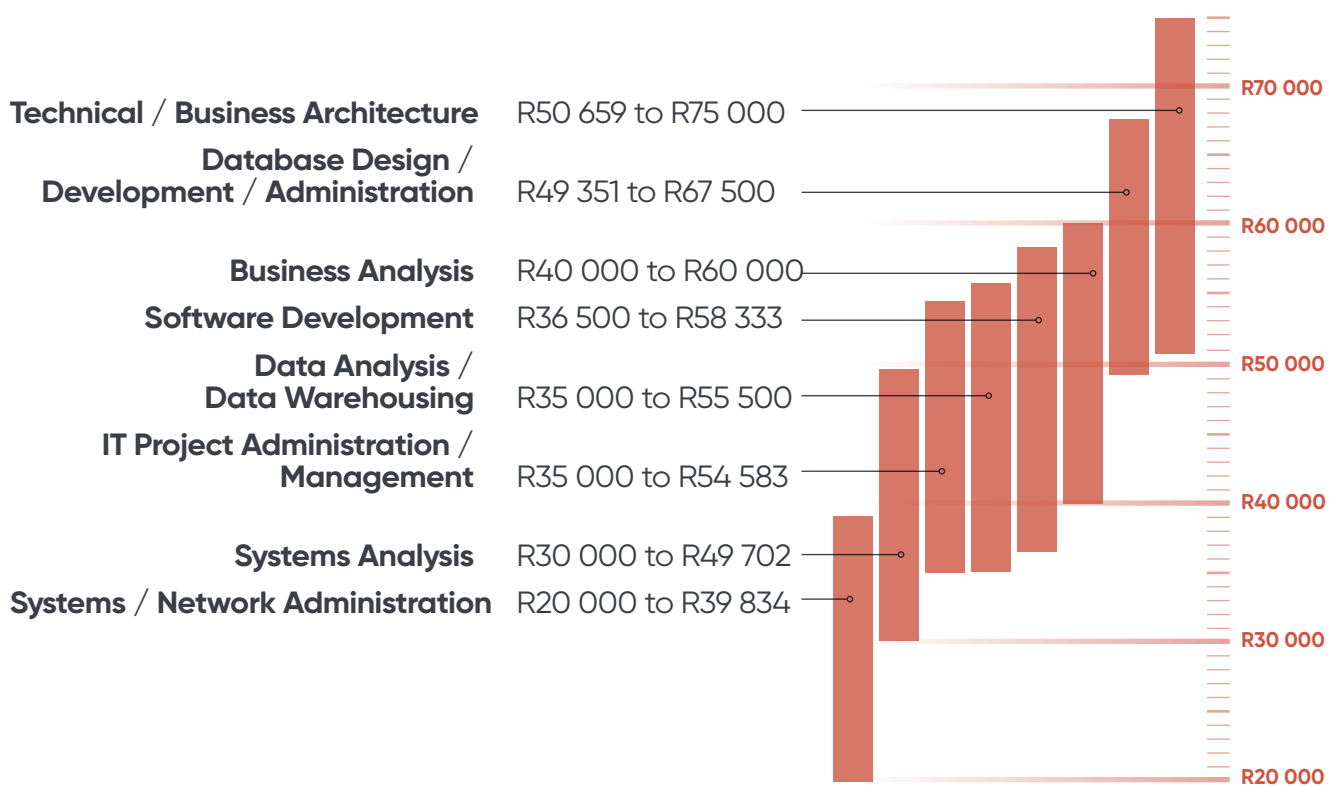 Technical / Business Architecture R50 659 to R75 000
Database Design /
Development / Administration R49 351 to R67 500
Business Analysis R40 000 to R60 000
Software Development R36 500 to R58 333
Data Analysis /
Data Warehousing R35 000 to R55 500
IT Project Administration /
Management R35 000 to R54 583
Systems Analysis R30 000 to R49 702
Systems / Network Administration R20 000 to R39 834
R70 000
R60 000
R50 000
R40 000
R30 000
R20 000